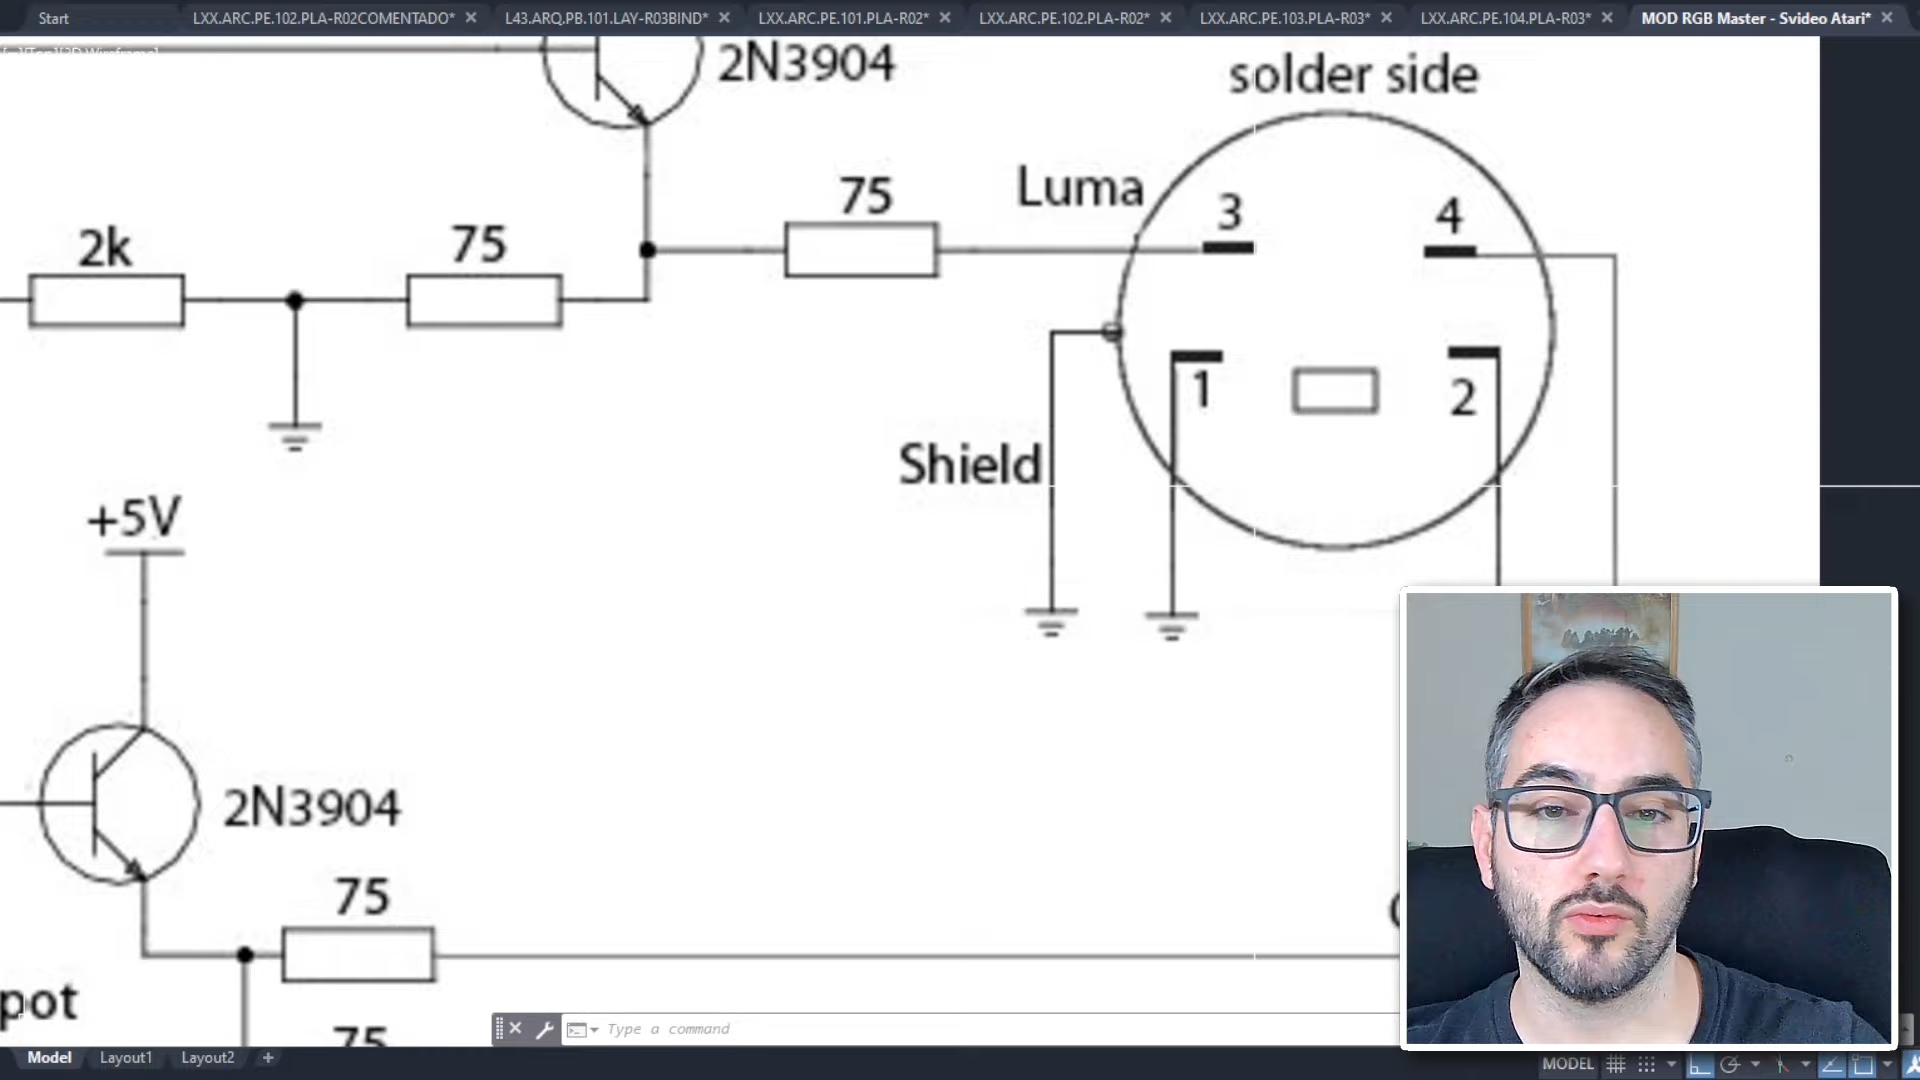 Start
LXX.ARC.PE.102.PLA-R02COMENTADO*
L43.ARQ.PB.101.LAY-R03BIND*
LXX.ARC.PE.101.PLA-R02*
LXX.ARC.PE.102.PLA-R02*
LXX.ARC.PE.103.PLA-R03*
LXX.ARC.PE.104.PLA-R03*
MOD RGB Master - Svideo Atari*
2N3904
solder side
Luma
75
3
4
2k
75
1
2
Shield
+5V
2N3904
75
pot
75
Type a command
Model
Layout1
Layout2
MODEL